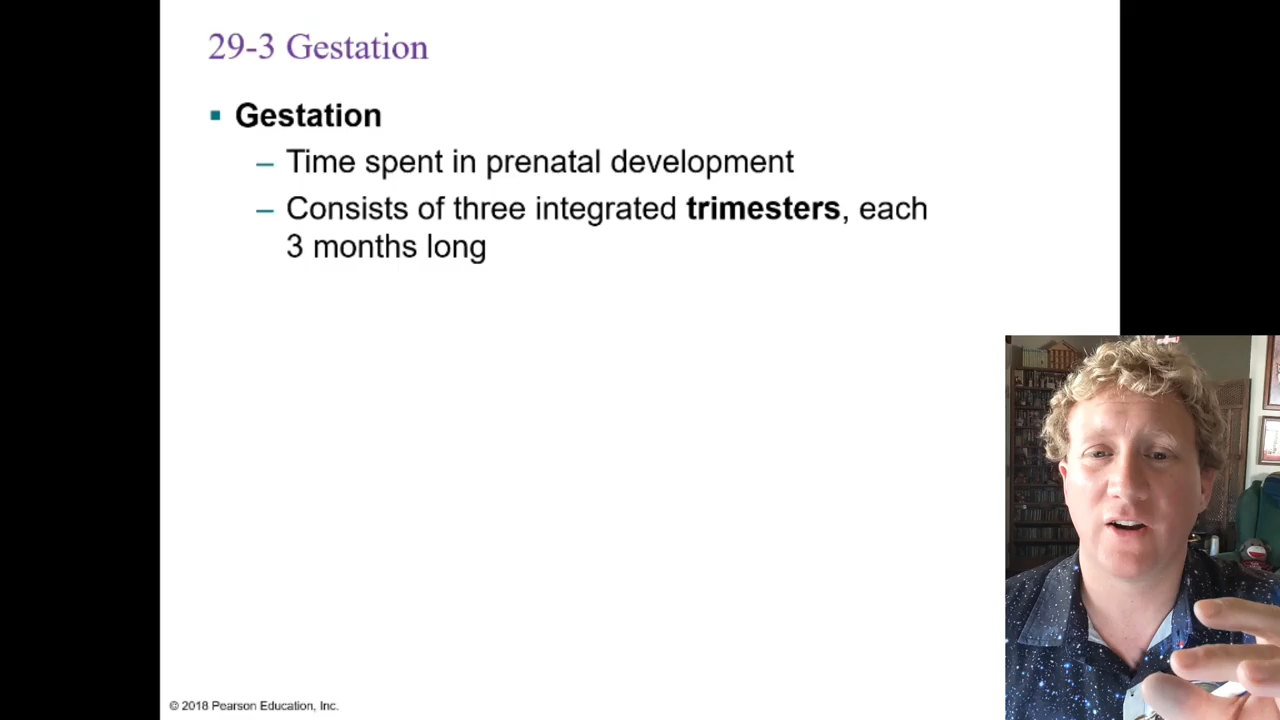 29-3 Gestation
▪ Gestation
– Time spent in prenatal development
– Consists of three integrated trimesters, each
3 months long
© 2018 Pearson Education, Inc.